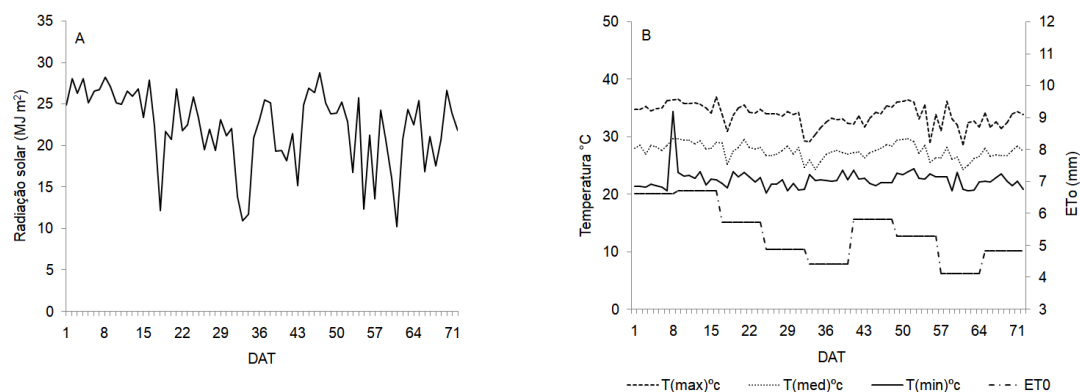 A
Radiação solar (MJ m²)
35
30
25
20
15
10
5
0
1 8 15 22 29 36 43 50 57 64 71
DAT
B
Temperatura °C
50
40
30
20
10
0
12
11
10
9
8
7
6
5
4
3
ETo (mm)
1 8 15 22 29 36 43 50 57 64 71
DAT
T(max)ºc T(med)ºc T(min)ºc ET0